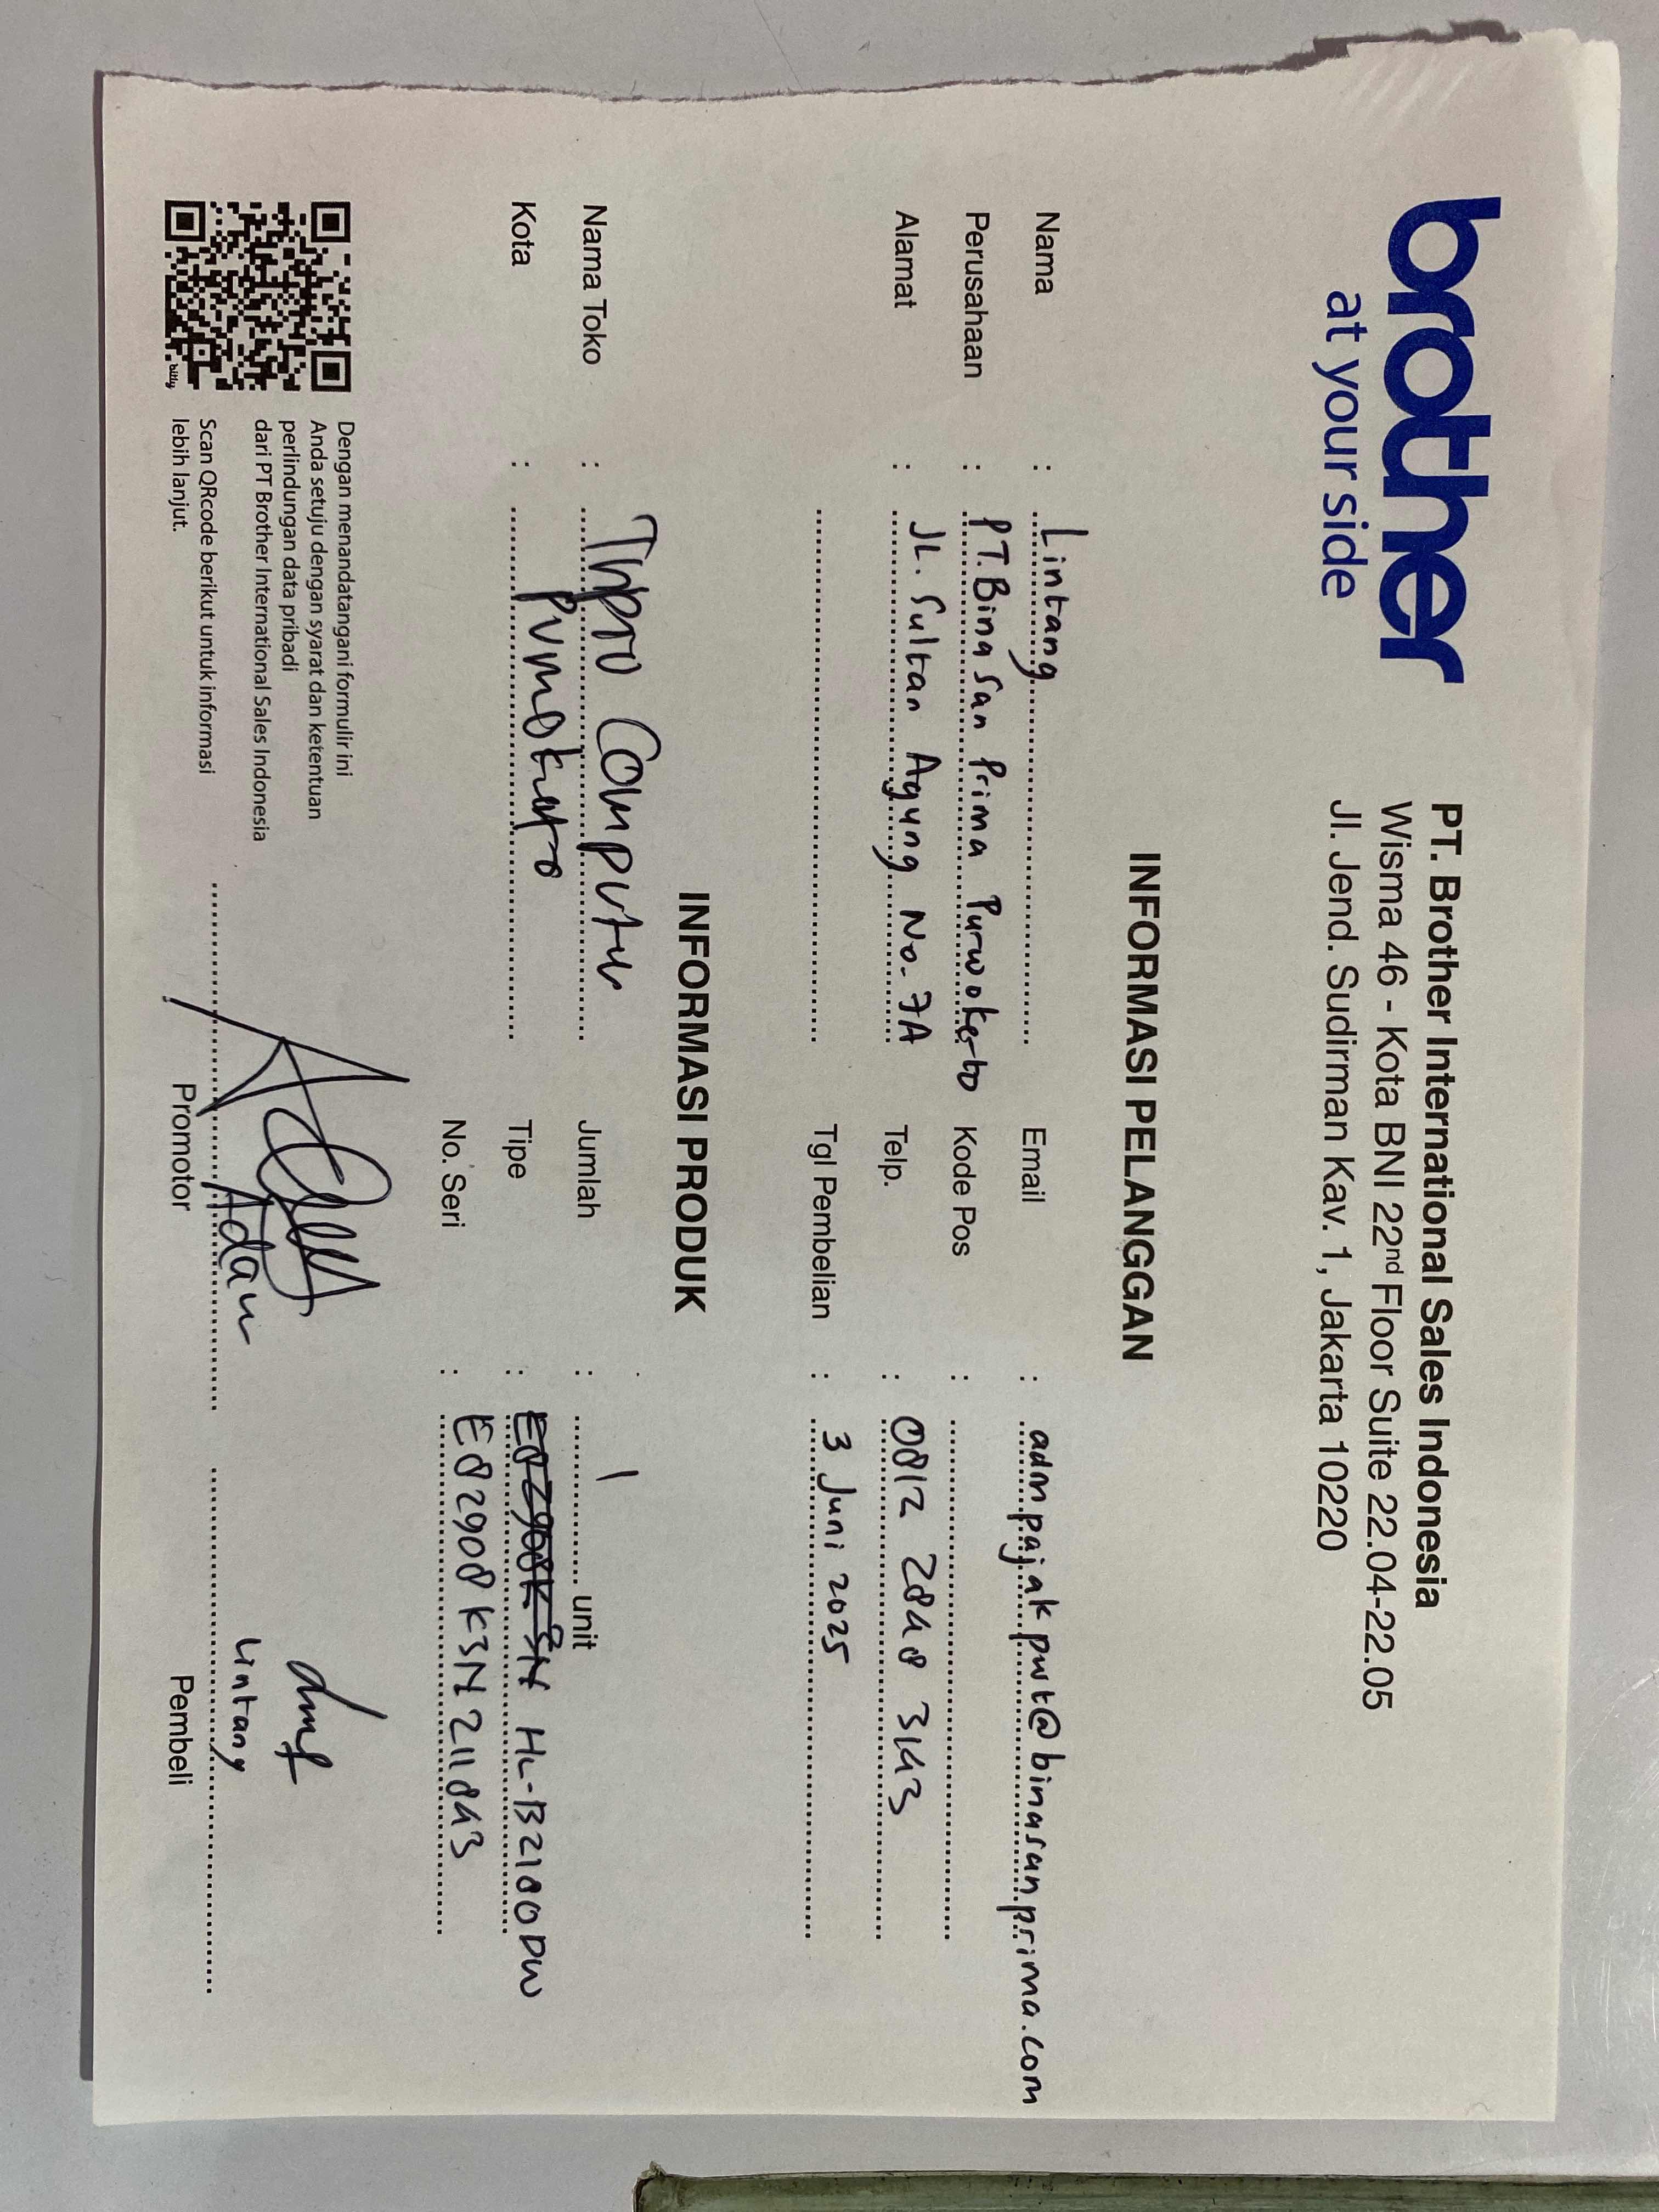 brother
at your side
PT. Brother International Sales Indonesia
Wisma 46 - Kota BNI 22nd Floor Suite 22.04-22.05
Jl. Jend. Sudirman Kav. 1, Jakarta 10220
INFORMASI PELANGGAN
Nama : Lintang
Perusahaan : PT. Bina San Prima Purwokerto
Alamat : JL. Sultan Agung No. 7A
Email : admpajakpwt@binasanprima.com
Kode Pos :
Telp. : 0812 2848 3143
Tgl Pembelian : 3 Juni 2025
INFORMASI PRODUK
Nama Toko : Computer
Kota : Purwokerto
Jumlah : 1 unit
Tipe : HL-B2100DW
No. Seri : E82908K3N211843
Dengan menandatangani formulir ini
Anda setuju dengan syarat dan ketentuan
perlindungan data pribadi
dari PT Brother International Sales Indonesia
Scan QRcode berikut untuk informasi
lebih lanjut.
bitly
Adan
Promotor
Lintang
Pembeli